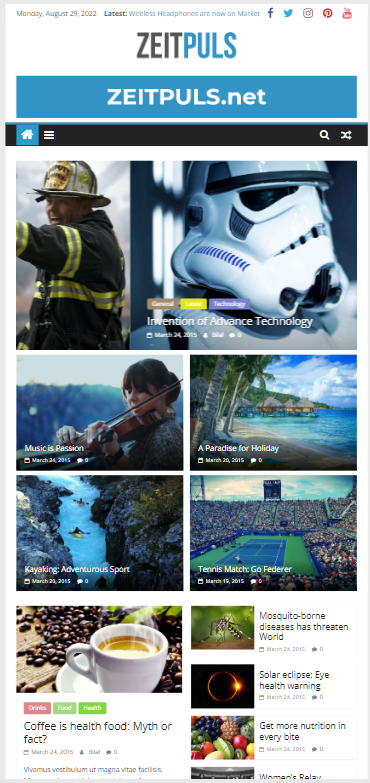 Monday, August 29, 2022 Latest: Wireless Headphones are now on Market
ZEITPULS
ZEITPULS.net
General Latest Technology
Invention of Advance Technology
March 24, 2015 Bilal 0
Music is Passion
March 24, 2015 0
A Paradise for Holiday
March 20, 2015 0
Kayaking: Adventurous Sport
March 20, 2015 0
Tennis Match: Go Federer
March 19, 2015 0
Drinks Food Health
Coffee is health food: Myth or
fact?
March 24, 2015 Bilal 0
Vivamus vestibulum ut magna vitae facilisis.
Mosquito-borne
diseases has threaten
World
March 24, 2015 0
Solar eclipse: Eye
health warning
March 24, 2015 0
Get more nutrition in
every bite
March 24, 2015 0
Women's Relay